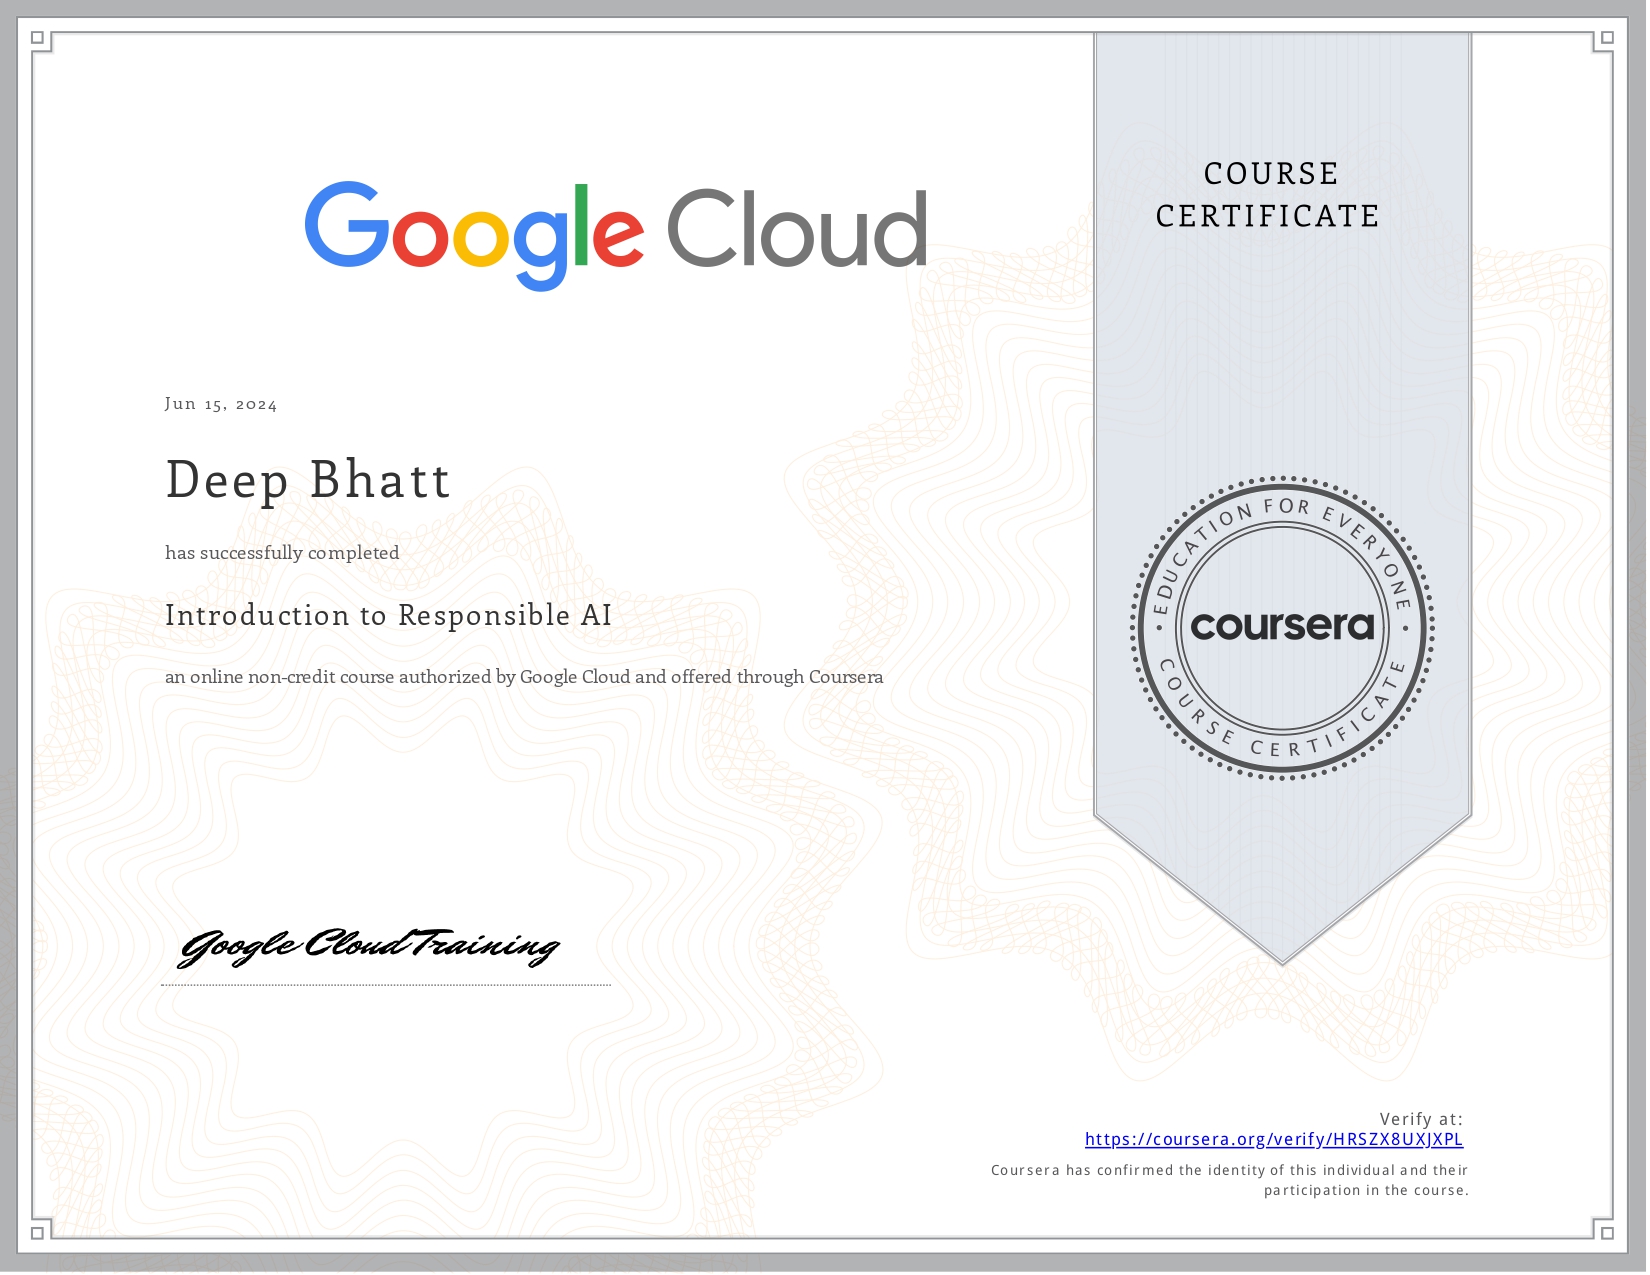 Google Cloud
COURSE
CERTIFICATE
Jun 15, 2024
Deep Bhatt
has successfully completed
Introduction to Responsible AI
an online non-credit course authorized by Google Cloud and offered through Coursera
EDUCATION FOR EVERYONE
coursera
COURSE CERTIFICATE
Google Cloud Training
Verify at:
https://coursera.org/verify/HRSZX8UXJXPL
Coursera has confirmed the identity of this individual and their
participation in the course.